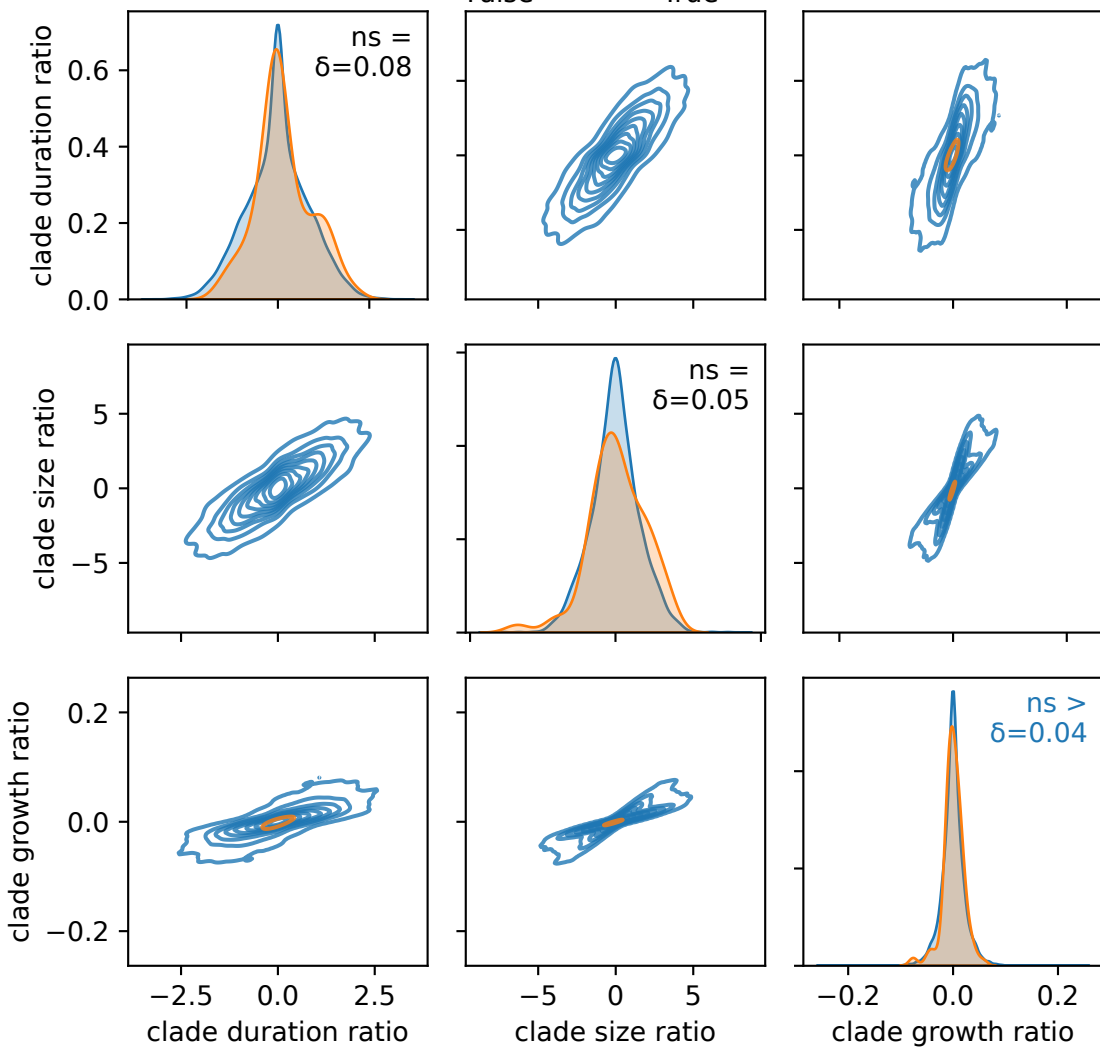 clade duration ratio
0.6
0.4
0.2
0.0
ns =
δ=0.08
clade size ratio
5
0
−5
ns =
δ=0.05
clade growth ratio
0.2
0.0
−0.2
ns >
δ=0.04
−2.5 0.0 2.5
clade duration ratio
−5 0 5
clade size ratio
−0.2 0.0 0.2
clade growth ratio